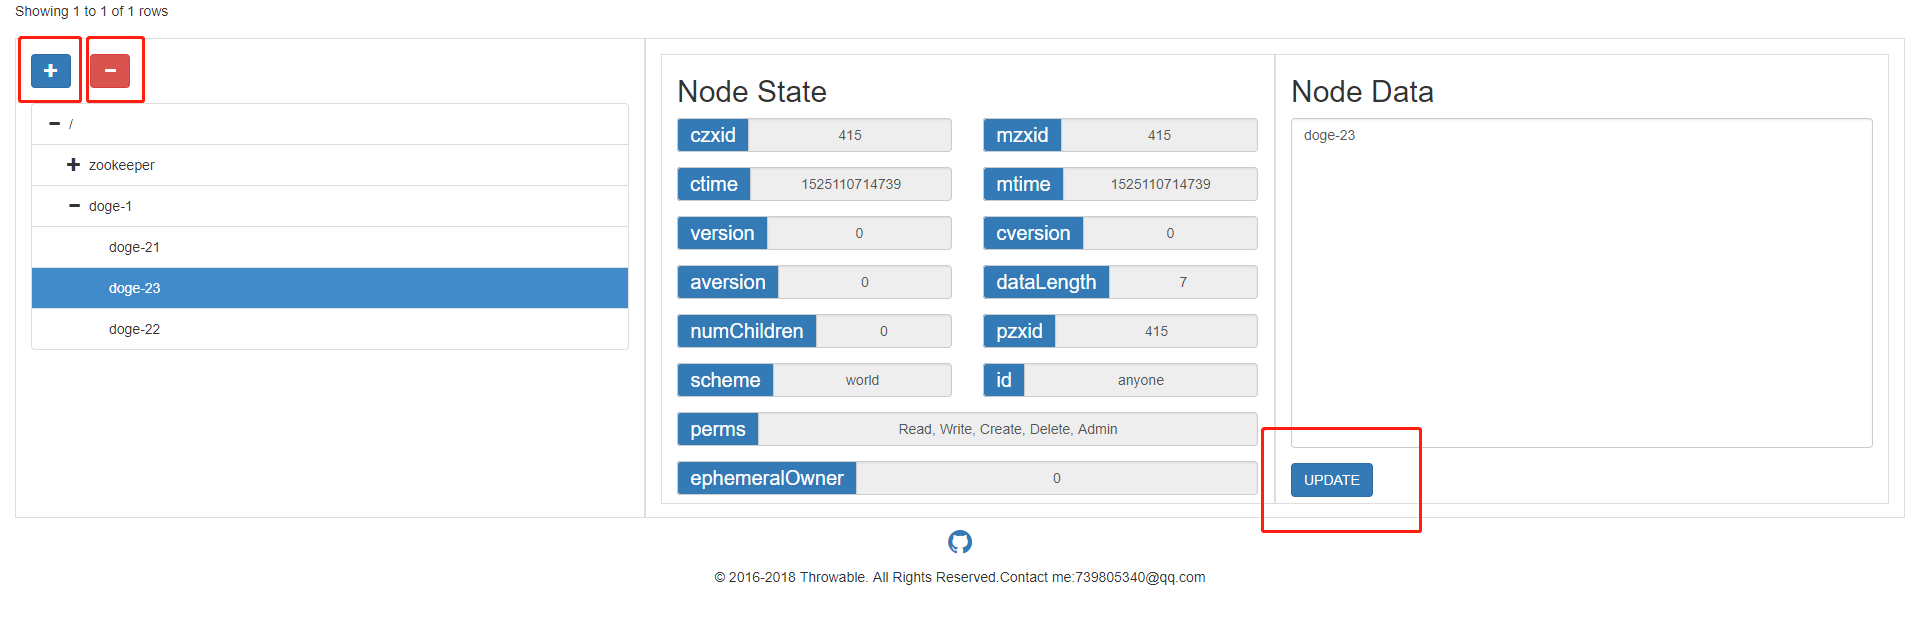 Showing 1 to 1 of 1 rows
/
zookeeper
doge-1
doge-21
doge-23
doge-22
Node State
czxid 415 mzxid 415
ctime 1525110714739 mtime 1525110714739
version 0 cversion 0
aversion 0 dataLength 7
numChildren 0 pzxid 415
scheme world id anyone
perms Read, Write, Create, Delete, Admin
ephemeralOwner 0
Node Data
doge-23
UPDATE
© 2016-2018 Throwable. All Rights Reserved.Contact me:739805340@qq.com